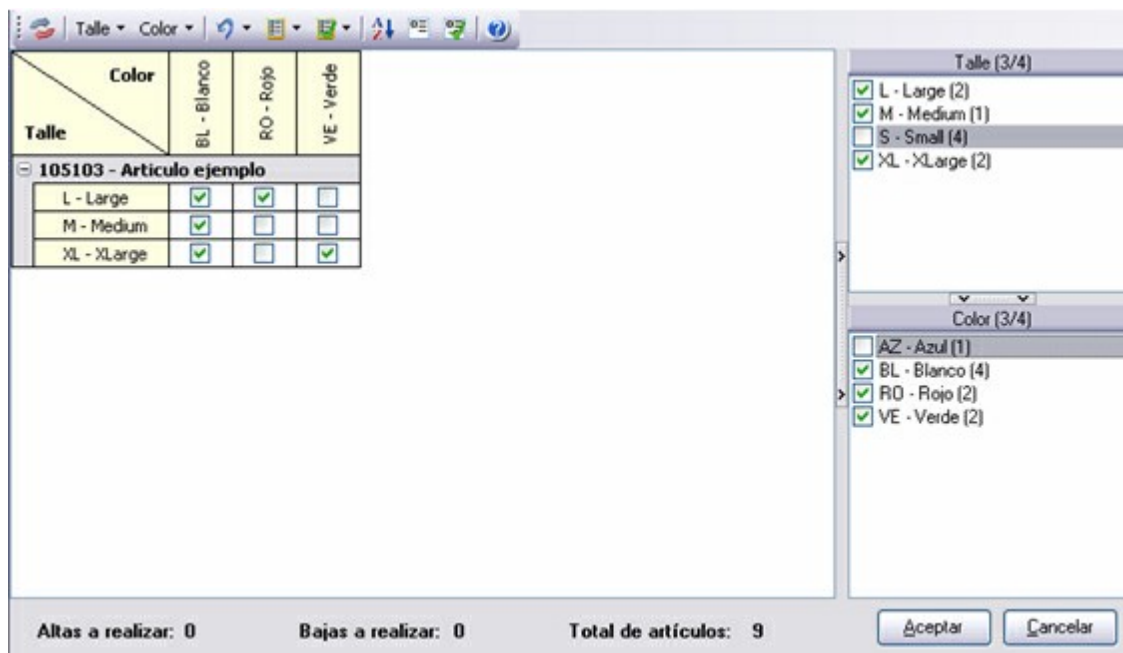 Talle Color
Color
Talle
BL - Blanco
RO - Rojo
VE - Verde
105103 - Articulo ejemplo
L - Large
M - Medium
XL - XLarge
Talle (3/4)
L - Large (2)
M - Medium (1)
S - Small (4)
XL - XLarge (2)
Color (3/4)
AZ - Azul (1)
BL - Blanco (4)
RO - Rojo (2)
VE - Verde (2)
Altas a realizar: 0 Bajas a realizar: 0 Total de artículos: 9
Aceptar Cancelar